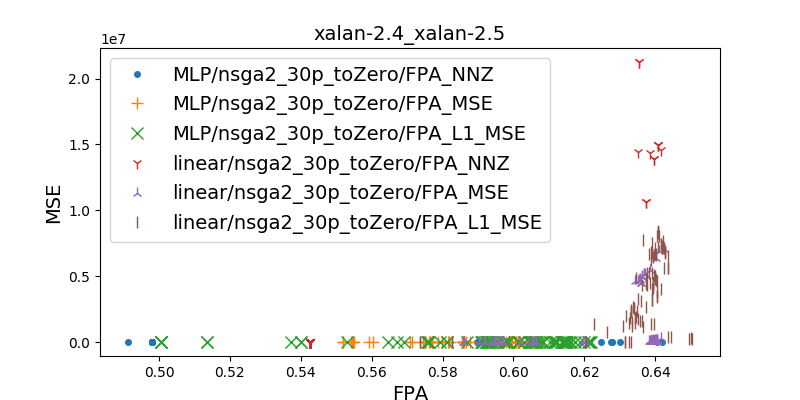 xalan-2.4_xalan-2.5
1e7
MLP/nsga2_30p_toZero/FPA_NNZ
MLP/nsga2_30p_toZero/FPA_MSE
MLP/nsga2_30p_toZero/FPA_L1_MSE
linear/nsga2_30p_toZero/FPA_NNZ
linear/nsga2_30p_toZero/FPA_MSE
linear/nsga2_30p_toZero/FPA_L1_MSE
2.0
1.5
1.0
0.5
0.0
MSE
0.50 0.52 0.54 0.56 0.58 0.60 0.62 0.64
FPA